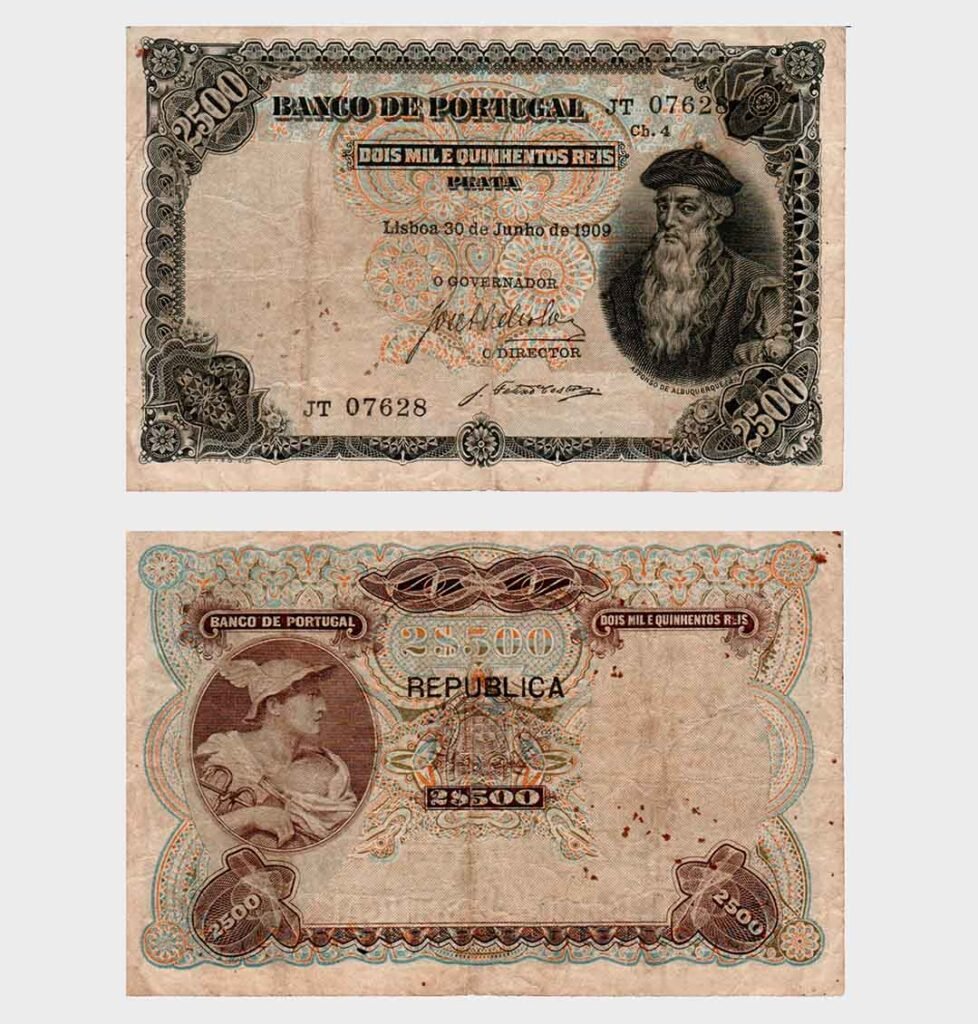 2500
BANCO DE PORTUGAL
JT 07628
Ch. 4
DOIS MIL E QUINHENTOS REIS
PRATA
Lisboa 30 de Junho de 1909
O GOVERNADOR
O DIRECTOR
AFFONSO DE ALBUQUERQUE
JT 07628
2500
BANCO DE PORTUGAL
DOIS MIL E QUINHENTOS REIS
2$500
REPUBLICA
2$500
2500
2500